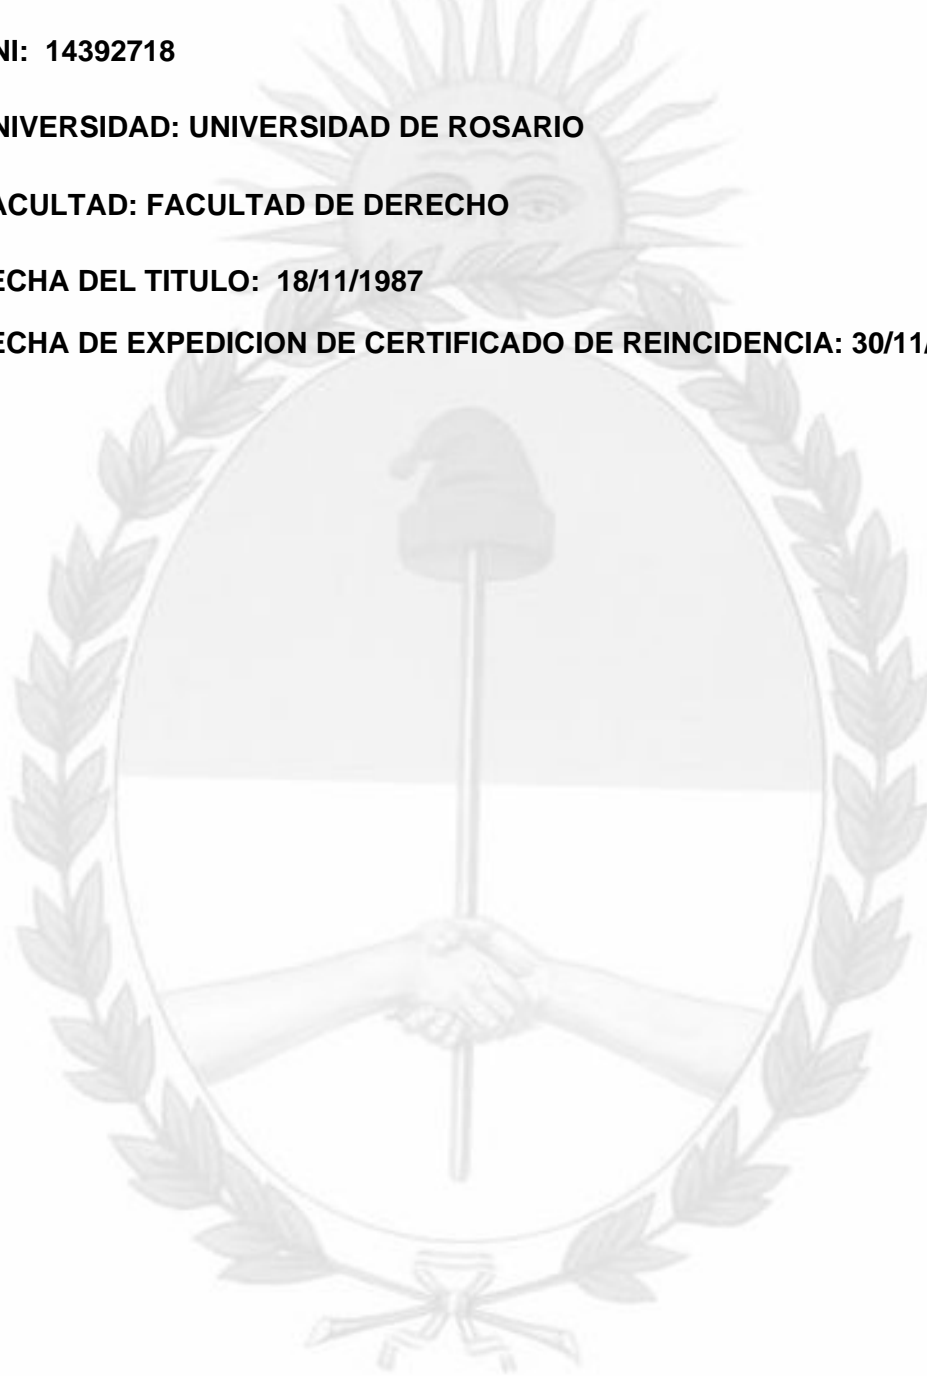 NI: 14392718
NIVERSIDAD: UNIVERSIDAD DE ROSARIO
ACULTAD: FACULTAD DE DERECHO
ECHA DEL TITULO: 18/11/1987
ECHA DE EXPEDICION DE CERTIFICADO DE REINCIDENCIA: 30/11/